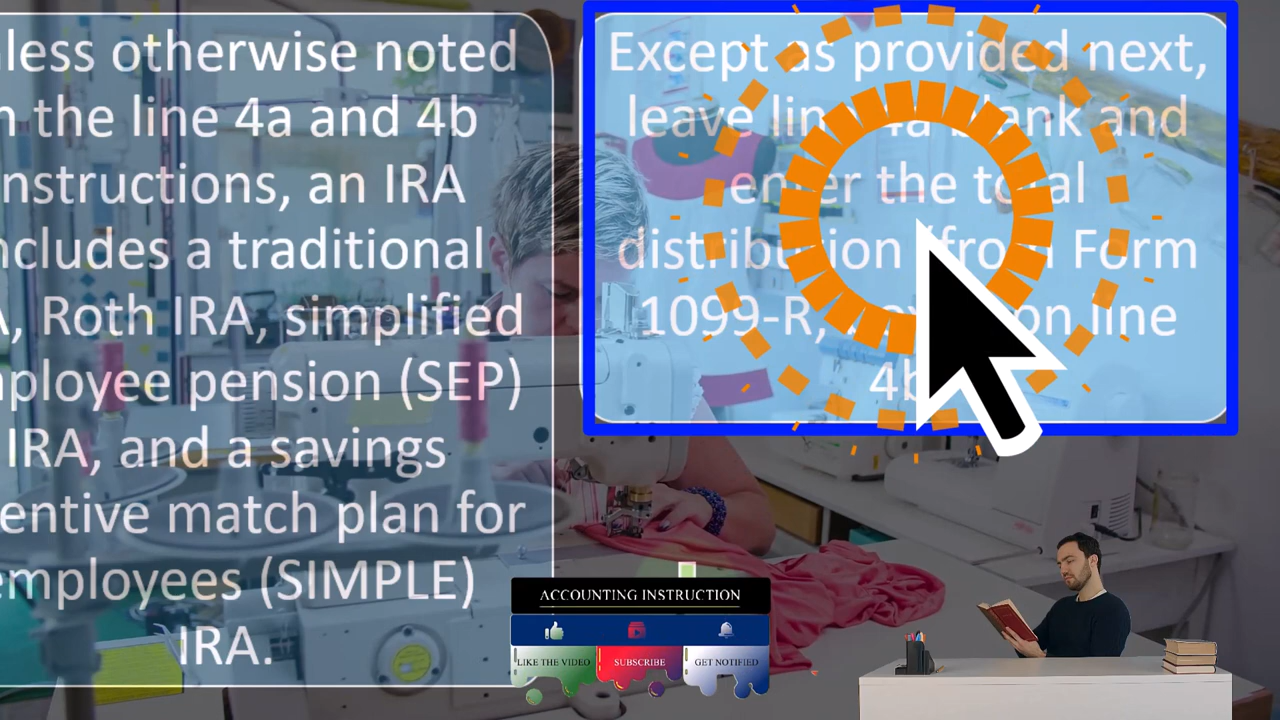 less otherwise noted
the line 4a and 4b
nstructions, an IRA
ncludes a traditional
Roth IRA, simplified
ployee pension (SEP)
IRA, and a savings
entive match plan for
employees (SIMPLE)
IRA.
Except as provided next,
leave line 4a blank and
enter the total
distribution (from Form
1099-R, on line
4b
ACCOUNTING INSTRUCTION
LIKE THE VIDEO
SUBSCRIBE
GET NOTIFIED